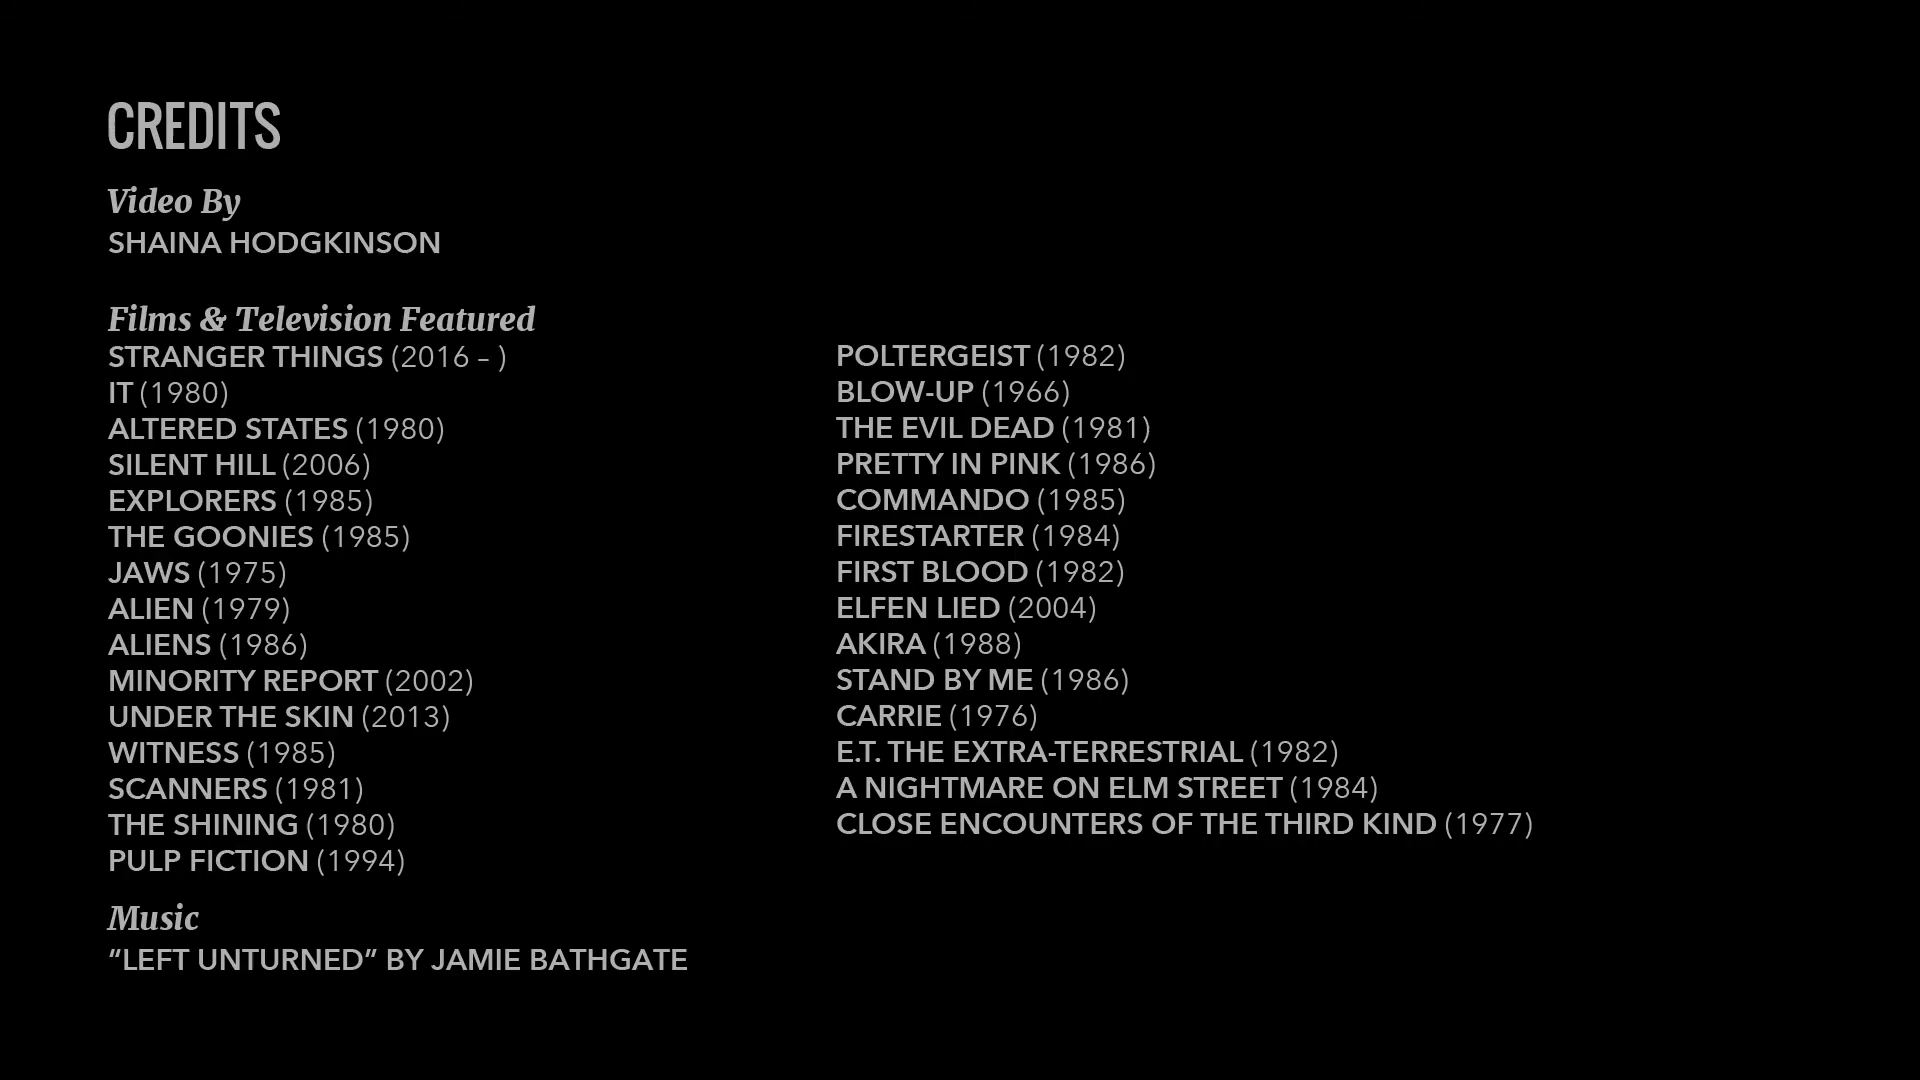 CREDITS
Video By
SHAINA HODGKINSON
Films & Television Featured
STRANGER THINGS (2016 – )
IT (1980)
ALTERED STATES (1980)
SILENT HILL (2006)
EXPLORERS (1985)
THE GOONIES (1985)
JAWS (1975)
ALIEN (1979)
ALIENS (1986)
MINORITY REPORT (2002)
UNDER THE SKIN (2013)
WITNESS (1985)
SCANNERS (1981)
THE SHINING (1980)
PULP FICTION (1994)
POLTERGEIST (1982)
BLOW-UP (1966)
THE EVIL DEAD (1981)
PRETTY IN PINK (1986)
COMMANDO (1985)
FIRESTARTER (1984)
FIRST BLOOD (1982)
ELFEN LIED (2004)
AKIRA (1988)
STAND BY ME (1986)
CARRIE (1976)
E.T. THE EXTRA-TERRESTRIAL (1982)
A NIGHTMARE ON ELM STREET (1984)
CLOSE ENCOUNTERS OF THE THIRD KIND (1977)
Music
“LEFT UNTURNED” BY JAMIE BATHGATE